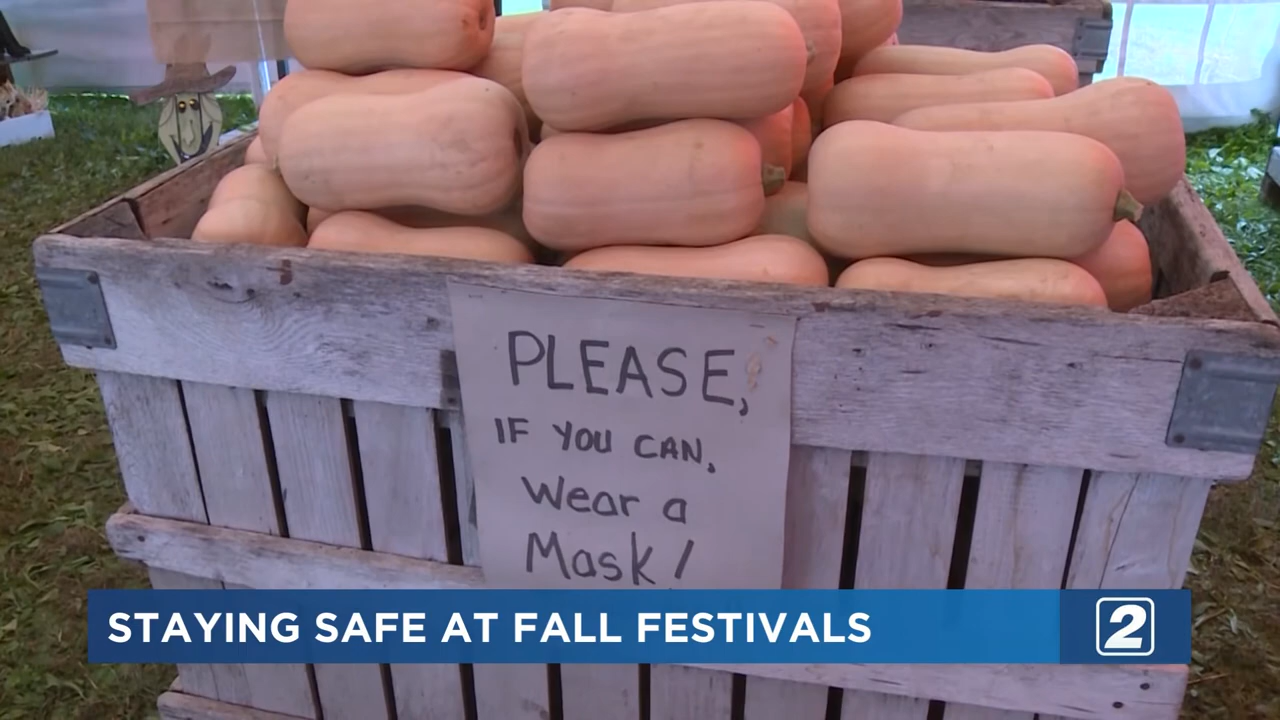 PLEASE,
IF YOU CAN,
Wear a
Mask!
STAYING SAFE AT FALL FESTIVALS
2